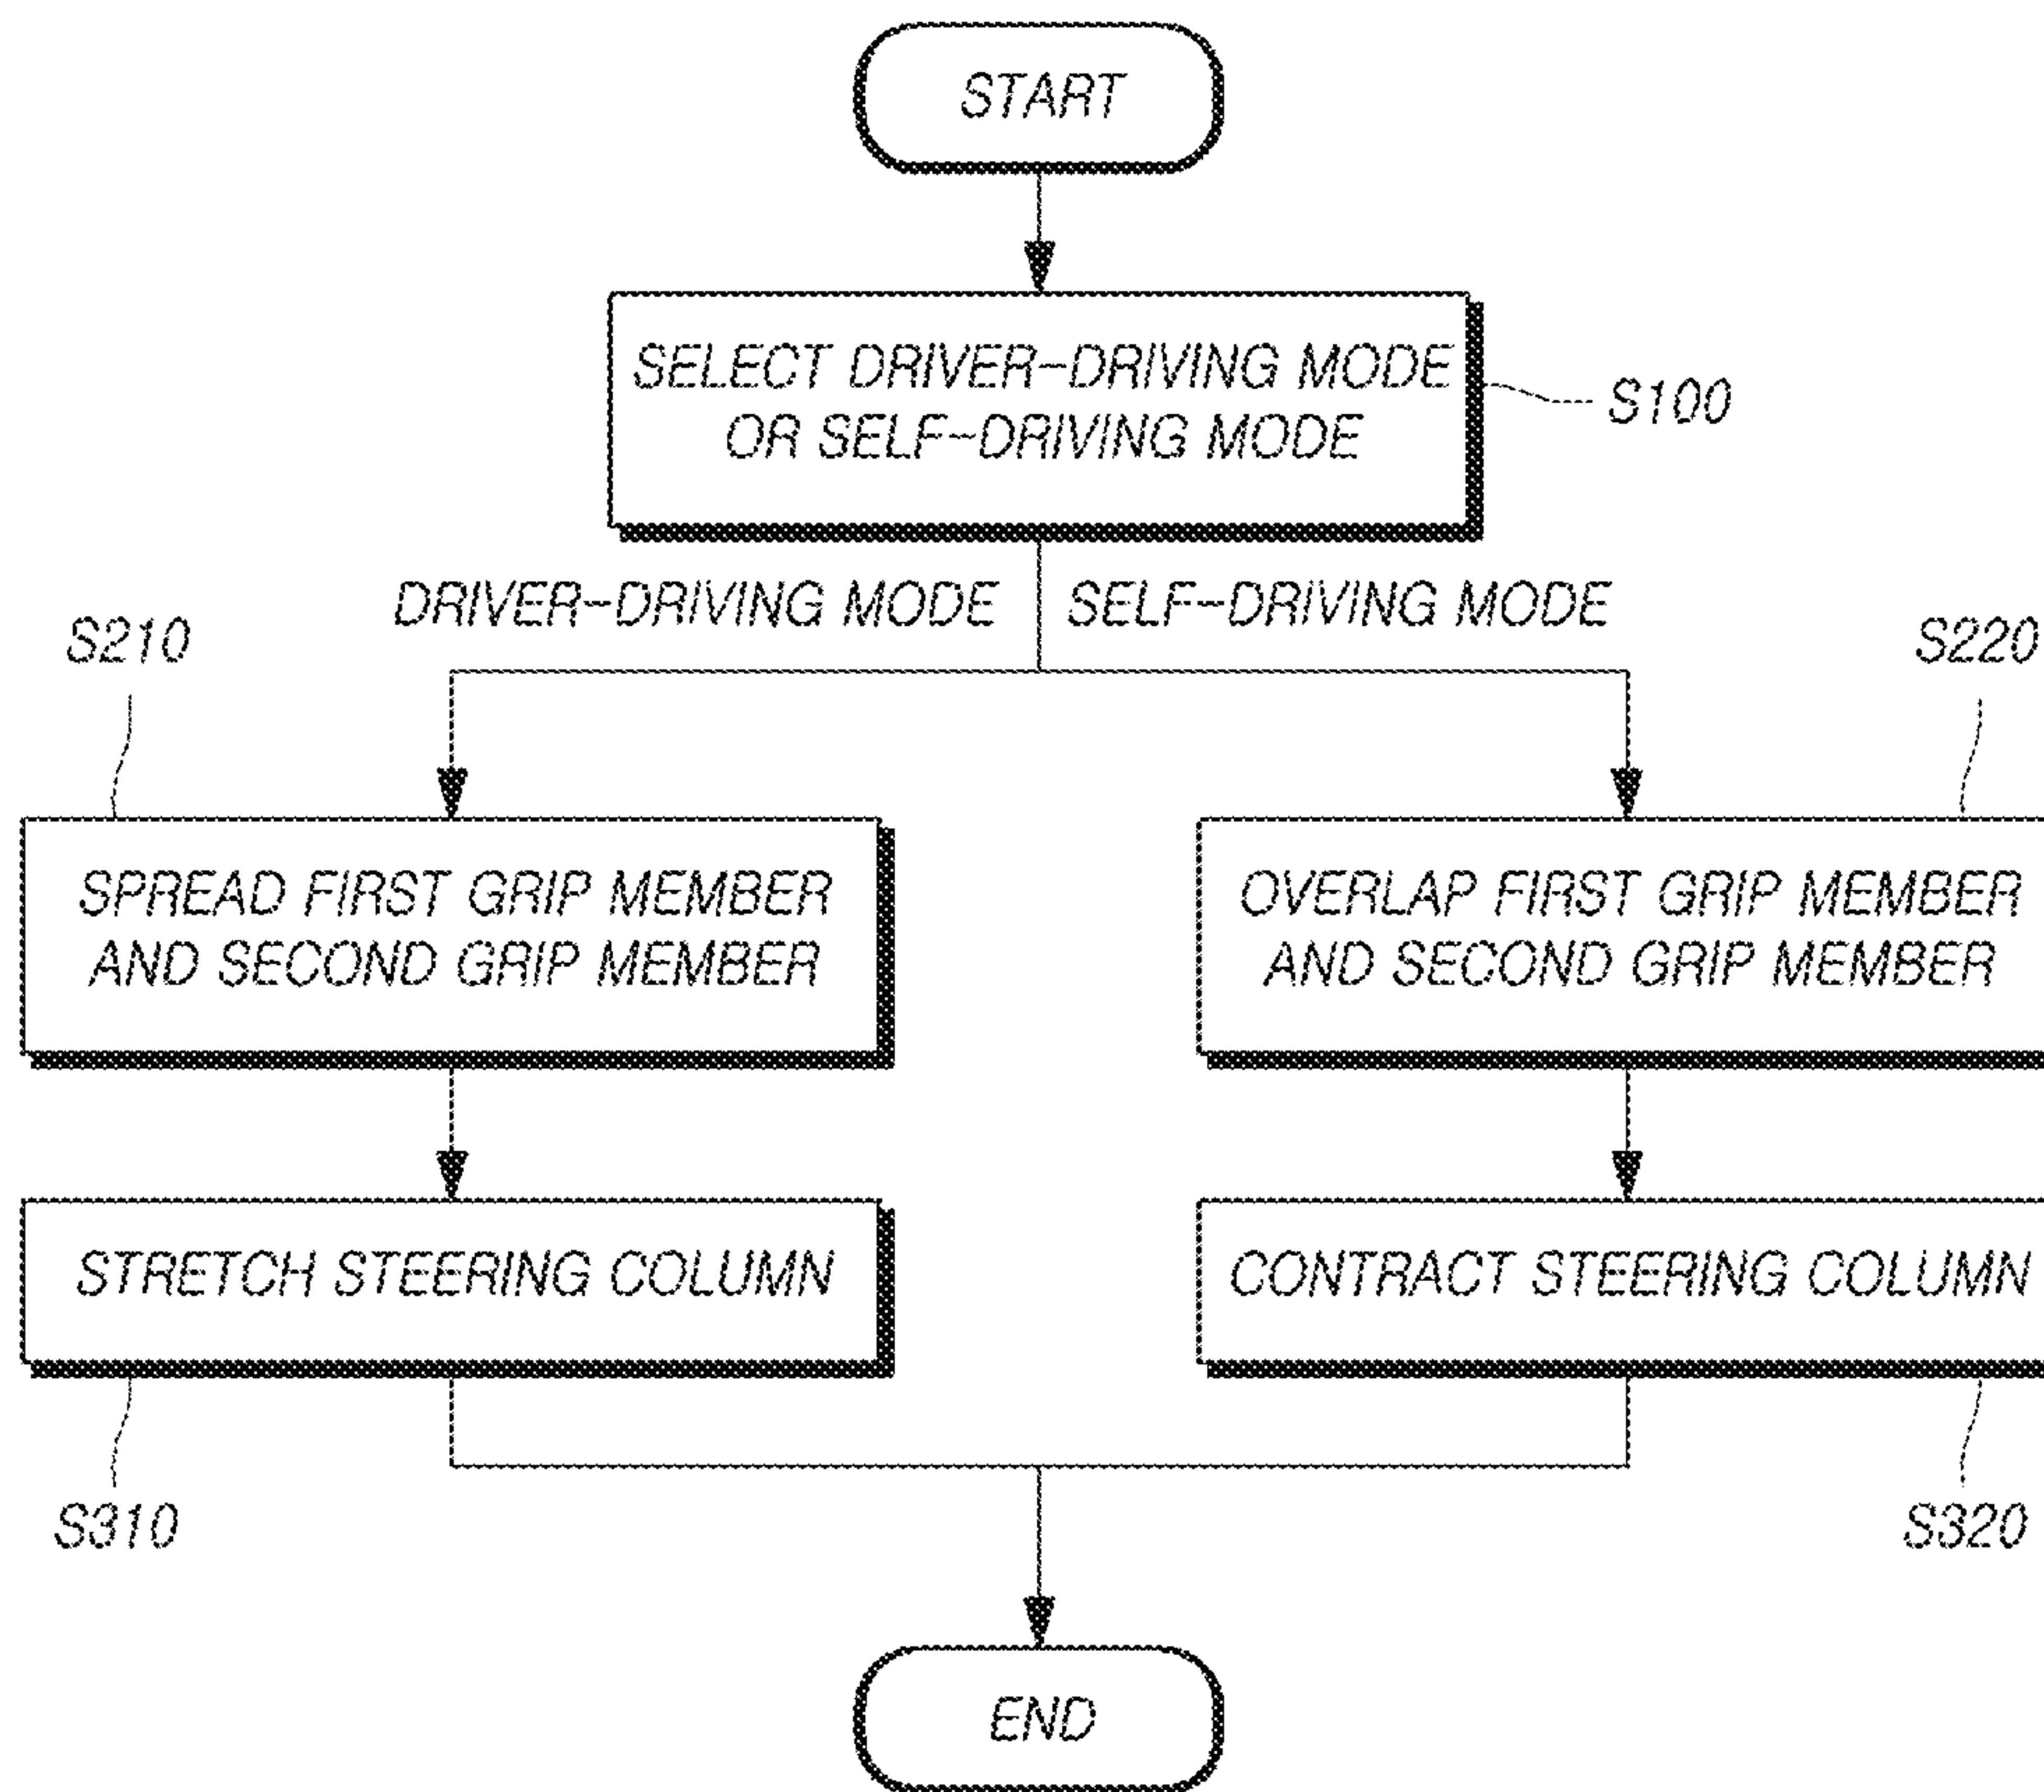 START
SELECT DRIVER-DRIVING MODE
OR SELF-DRIVING MODE
S100
DRIVER-DRIVING MODE
SELF-DRIVING MODE
S210
S220
SPREAD FIRST GRIP MEMBER
AND SECOND GRIP MEMBER
OVERLAP FIRST GRIP MEMBER
AND SECOND GRIP MEMBER
STRETCH STEERING COLUMN
CONTRACT STEERING COLUMN
S310
S320
END